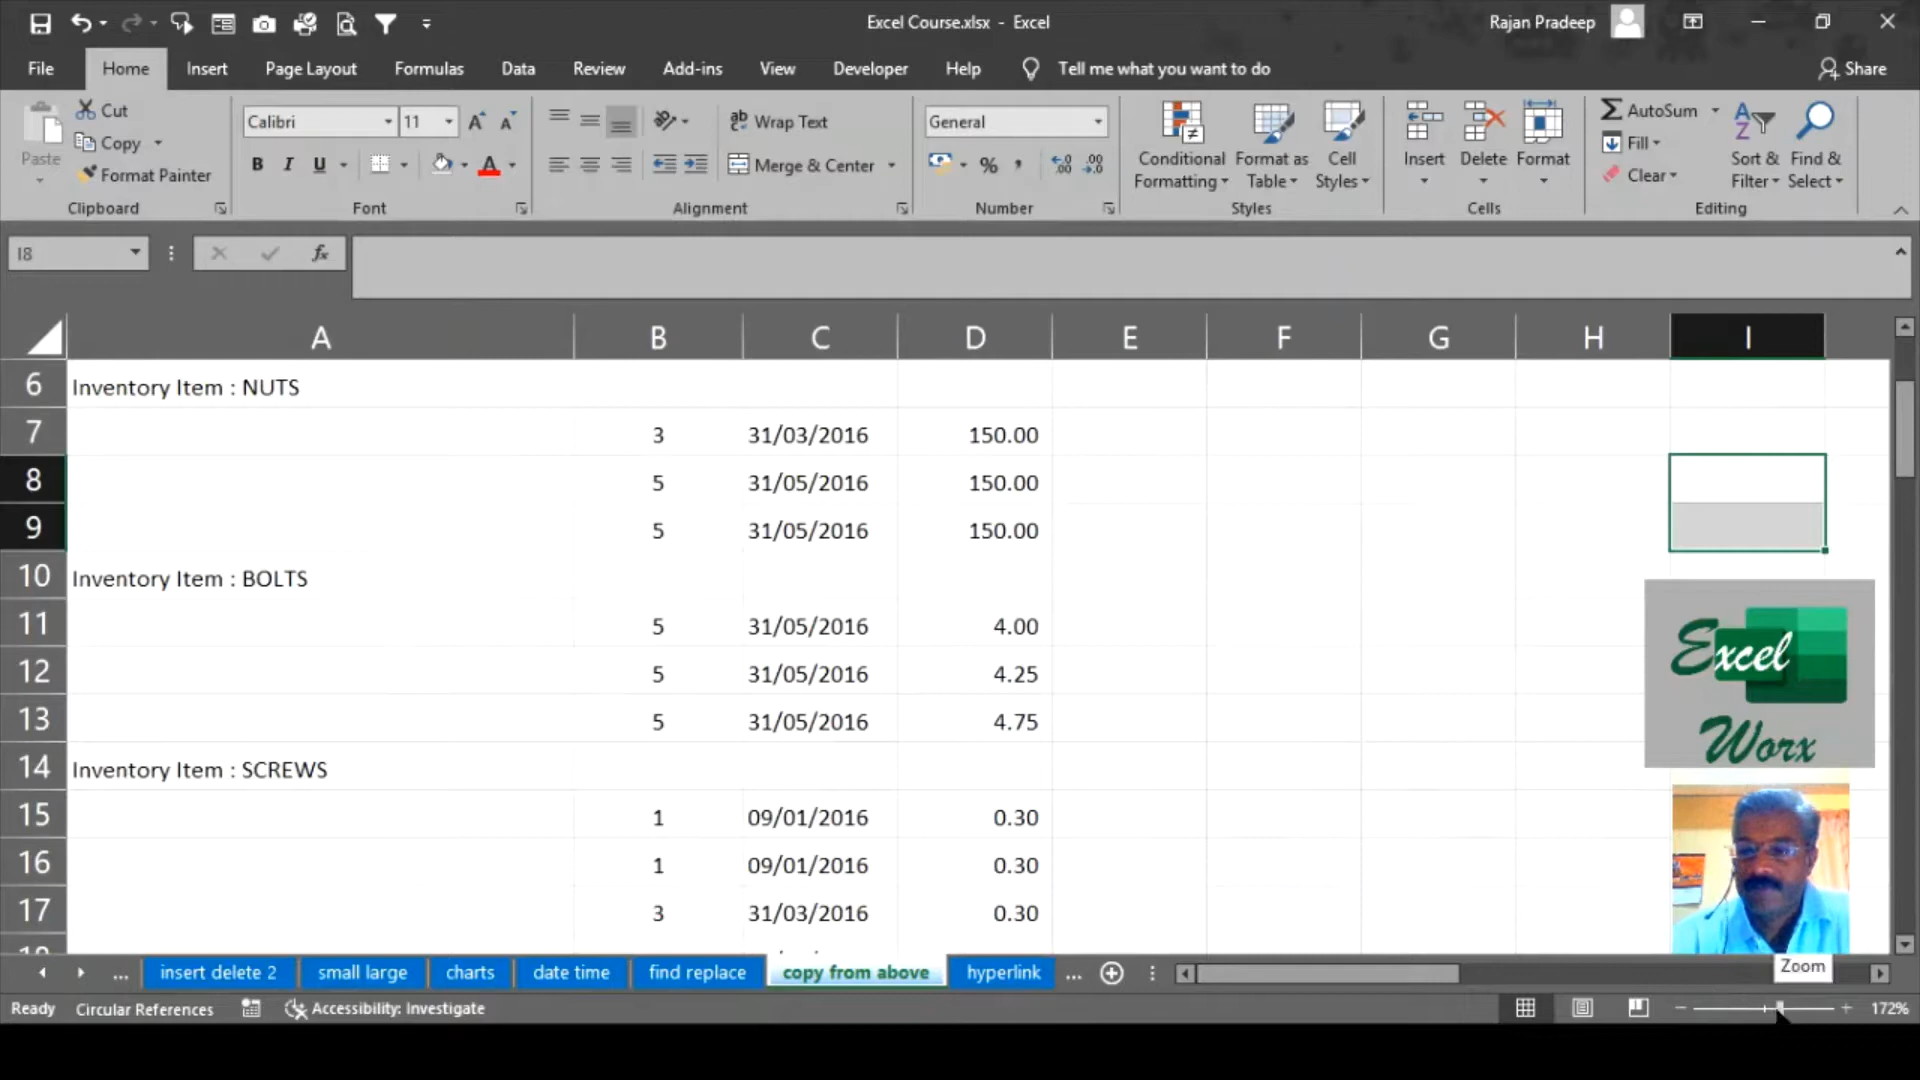 Excel Course.xlsx - Excel
Rajan Pradeep
File Home Insert Page Layout Formulas Data Review Add-ins View Developer Help Tell me what you want to do Share
Paste
Cut
Copy
Format Painter
Clipboard
Calibri 11
B I U A
Font
ab Wrap Text
Merge & Center
Alignment
General
% ,
Number
Conditional Formatting
Format as Table
Cell Styles
Styles
Insert Delete Format
Cells
AutoSum
Fill
Clear
Sort & Filter
Find & Select
Editing
I8 fx
A B C D E F G H I
6 Inventory Item : NUTS
7 3 31/03/2016 150.00
8 5 31/05/2016 150.00
9 5 31/05/2016 150.00
10 Inventory Item : BOLTS
11 5 31/05/2016 4.00
12 5 31/05/2016 4.25
13 5 31/05/2016 4.75
14 Inventory Item : SCREWS
15 1 09/01/2016 0.30
16 1 09/01/2016 0.30
17 3 31/03/2016 0.30
Excel
Worx
... insert delete 2 small large charts date time find replace copy from above hyperlink ...
Zoom
Ready Circular References Accessibility: Investigate 172%